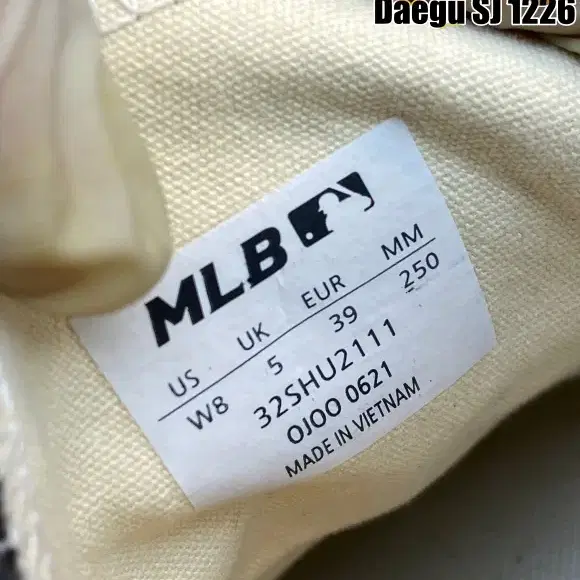 Daegu SJ 1226
MLB
US UK EUR MM
W8 5 39 250
32SHU2111
OJOO 0621
MADE IN VIETNAM